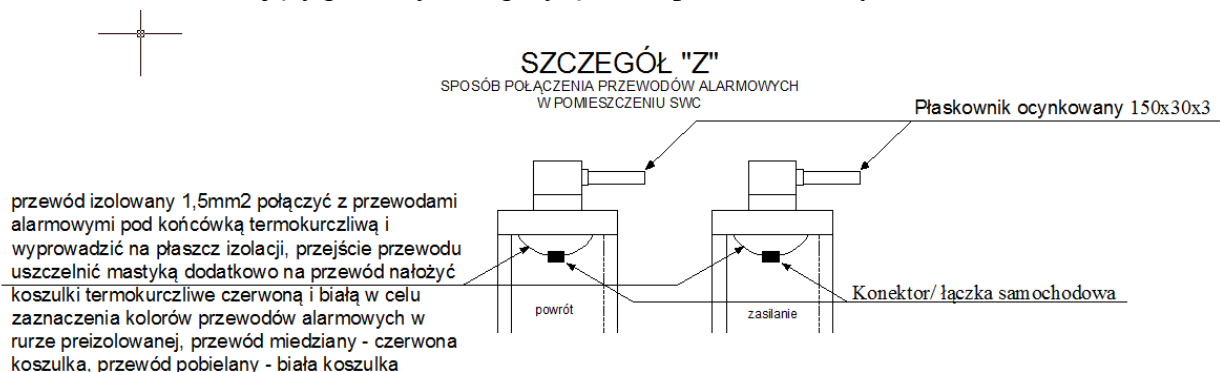 SZCZEGÓŁ "Z"
SPOSÓB POŁĄCZENIA PRZEWODÓW ALARMOWYCH
W POMIESZCZENIU SWC
Płaskownik ocynkowany 150x30x3
przewód izolowany 1,5mm2 połączyć z przewodami
alarmowymi pod końcówką termokurczliwą i
wyprowadzić na płaszcz izolacji, przejście przewodu
uszczelnić mastyką dodatkowo na przewód nałożyć
koszulki termokurczliwe czerwoną i białą w celu
zaznaczenia kolorów przewodów alarmowych w
rurze preizolowanej, przewód miedziany - czerwona
koszulka, przewód pobielany - biała koszulka
powrót
zasilanie
Konektor/ łączka samochodowa